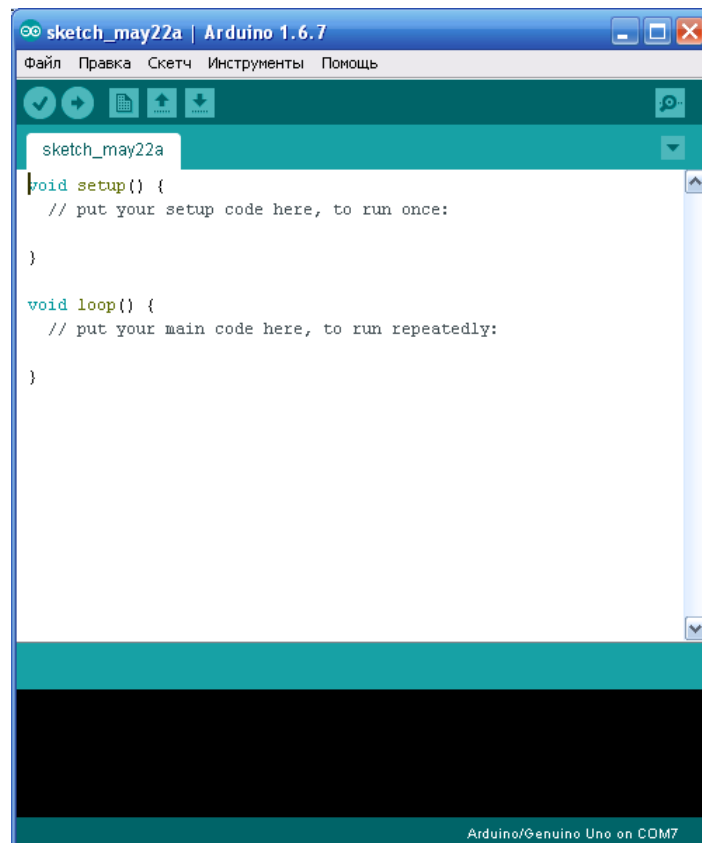 sketch_may22a | Arduino 1.6.7
Файл Правка Скетч Инструменты Помощь
sketch_may22a
void setup() {
  // put your setup code here, to run once:
}
void loop() {
  // put your main code here, to run repeatedly:
}
Arduino/Genuino Uno on COM7